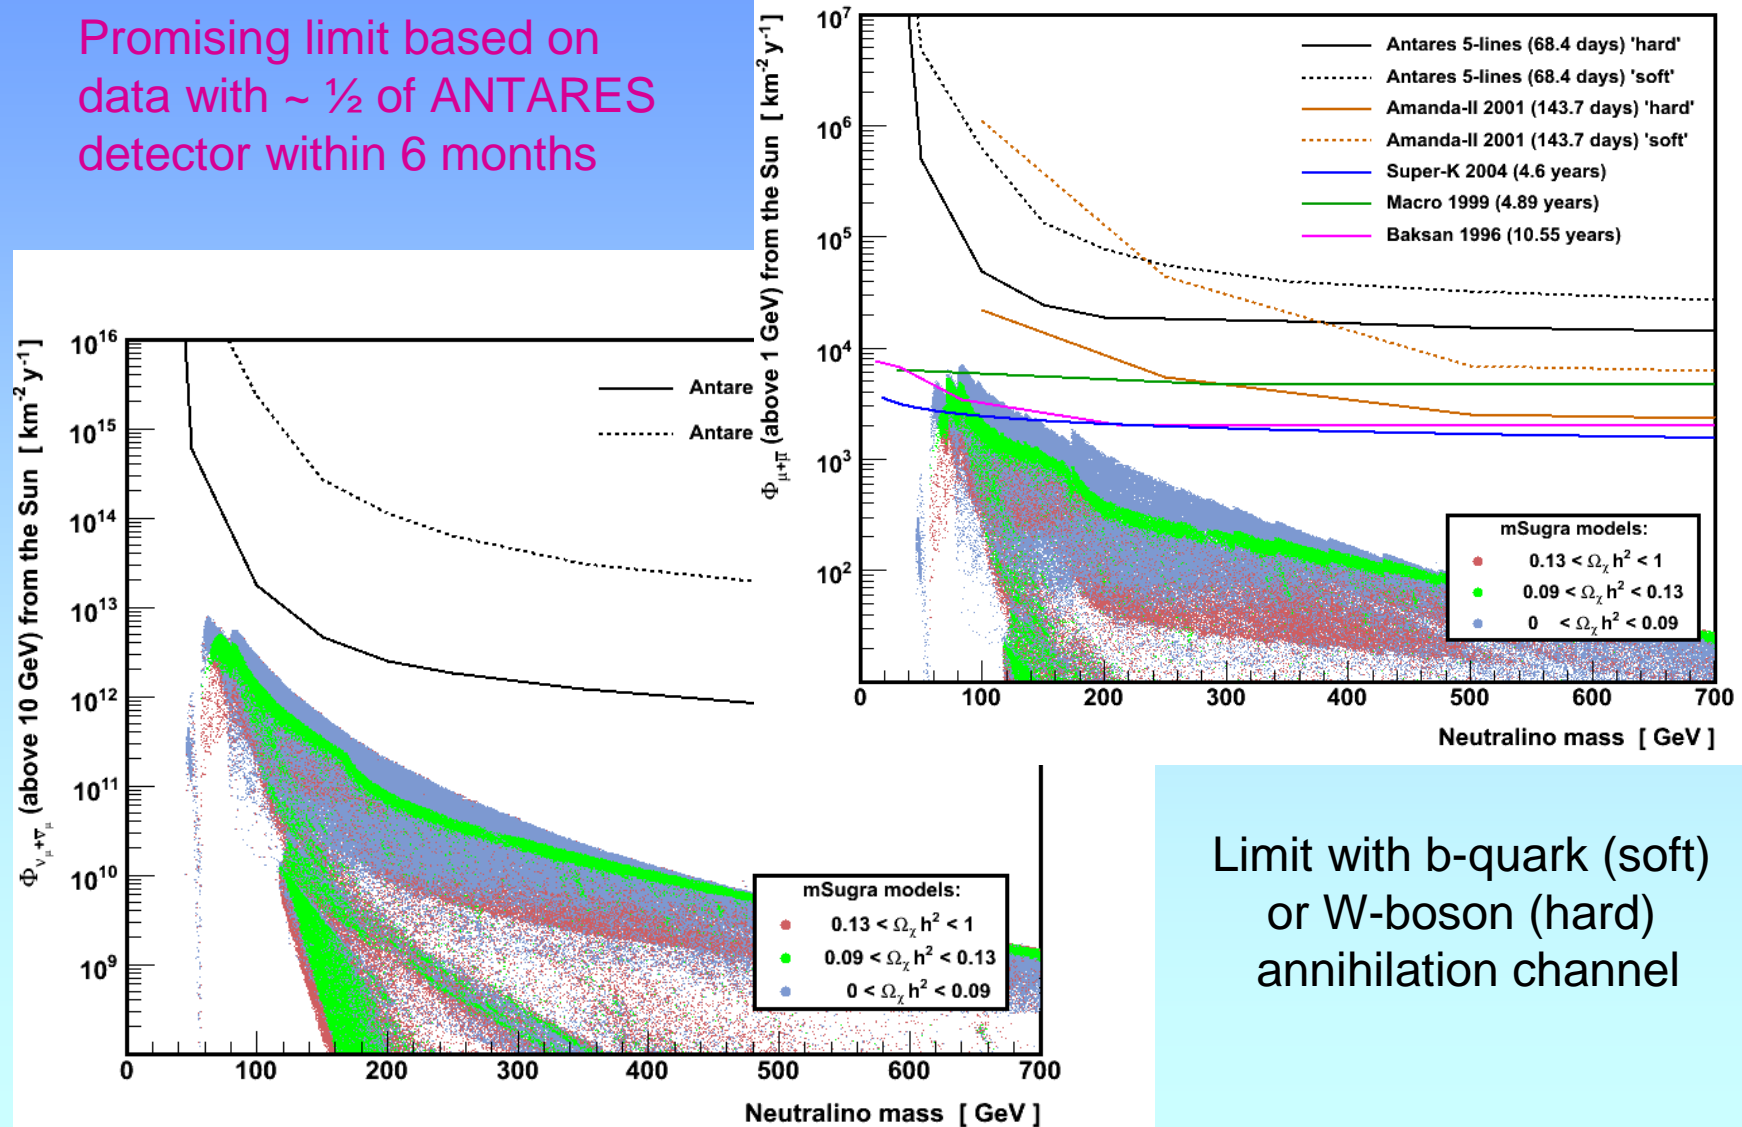 Promising limit based on
data with ~ ½ of ANTARES
detector within 6 months
Φμ+μ̅ (above 1 GeV) from the Sun [ km⁻² y⁻¹ ]
10⁷
10⁶
10⁵
10⁴
10³
10²
Antares 5-lines (68.4 days) 'hard'
Antares 5-lines (68.4 days) 'soft'
Amanda-II 2001 (143.7 days) 'hard'
Amanda-II 2001 (143.7 days) 'soft'
Super-K 2004 (4.6 years)
Macro 1999 (4.89 years)
Baksan 1996 (10.55 years)
mSugra models:
0.13 < Ωχ h² < 1
0.09 < Ωχ h² < 0.13
0 < Ωχ h² < 0.09
0 100 200 300 400 500 600 700
Neutralino mass [ GeV ]
Φνμ+ν̅μ (above 10 GeV) from the Sun [ km⁻² y⁻¹ ]
10¹⁶
10¹⁵
10¹⁴
10¹³
10¹²
10¹¹
10¹⁰
10⁹
Antare
Antare
mSugra models:
0.13 < Ωχ h² < 1
0.09 < Ωχ h² < 0.13
0 < Ωχ h² < 0.09
0 100 200 300 400 500 600 700
Neutralino mass [ GeV ]
Limit with b-quark (soft)
or W-boson (hard)
annihilation channel